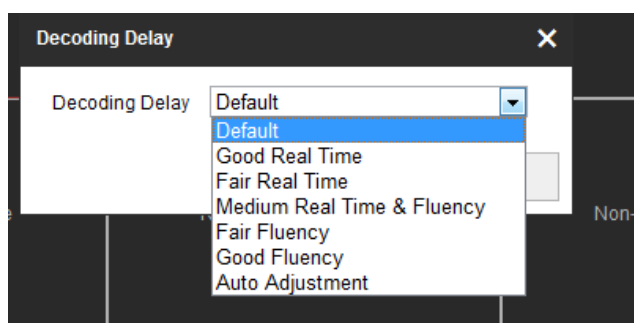 Decoding Delay
Decoding Delay Default
Default
Good Real Time
Fair Real Time
Medium Real Time & Fluency
Fair Fluency
Good Fluency
Auto Adjustment
Non-